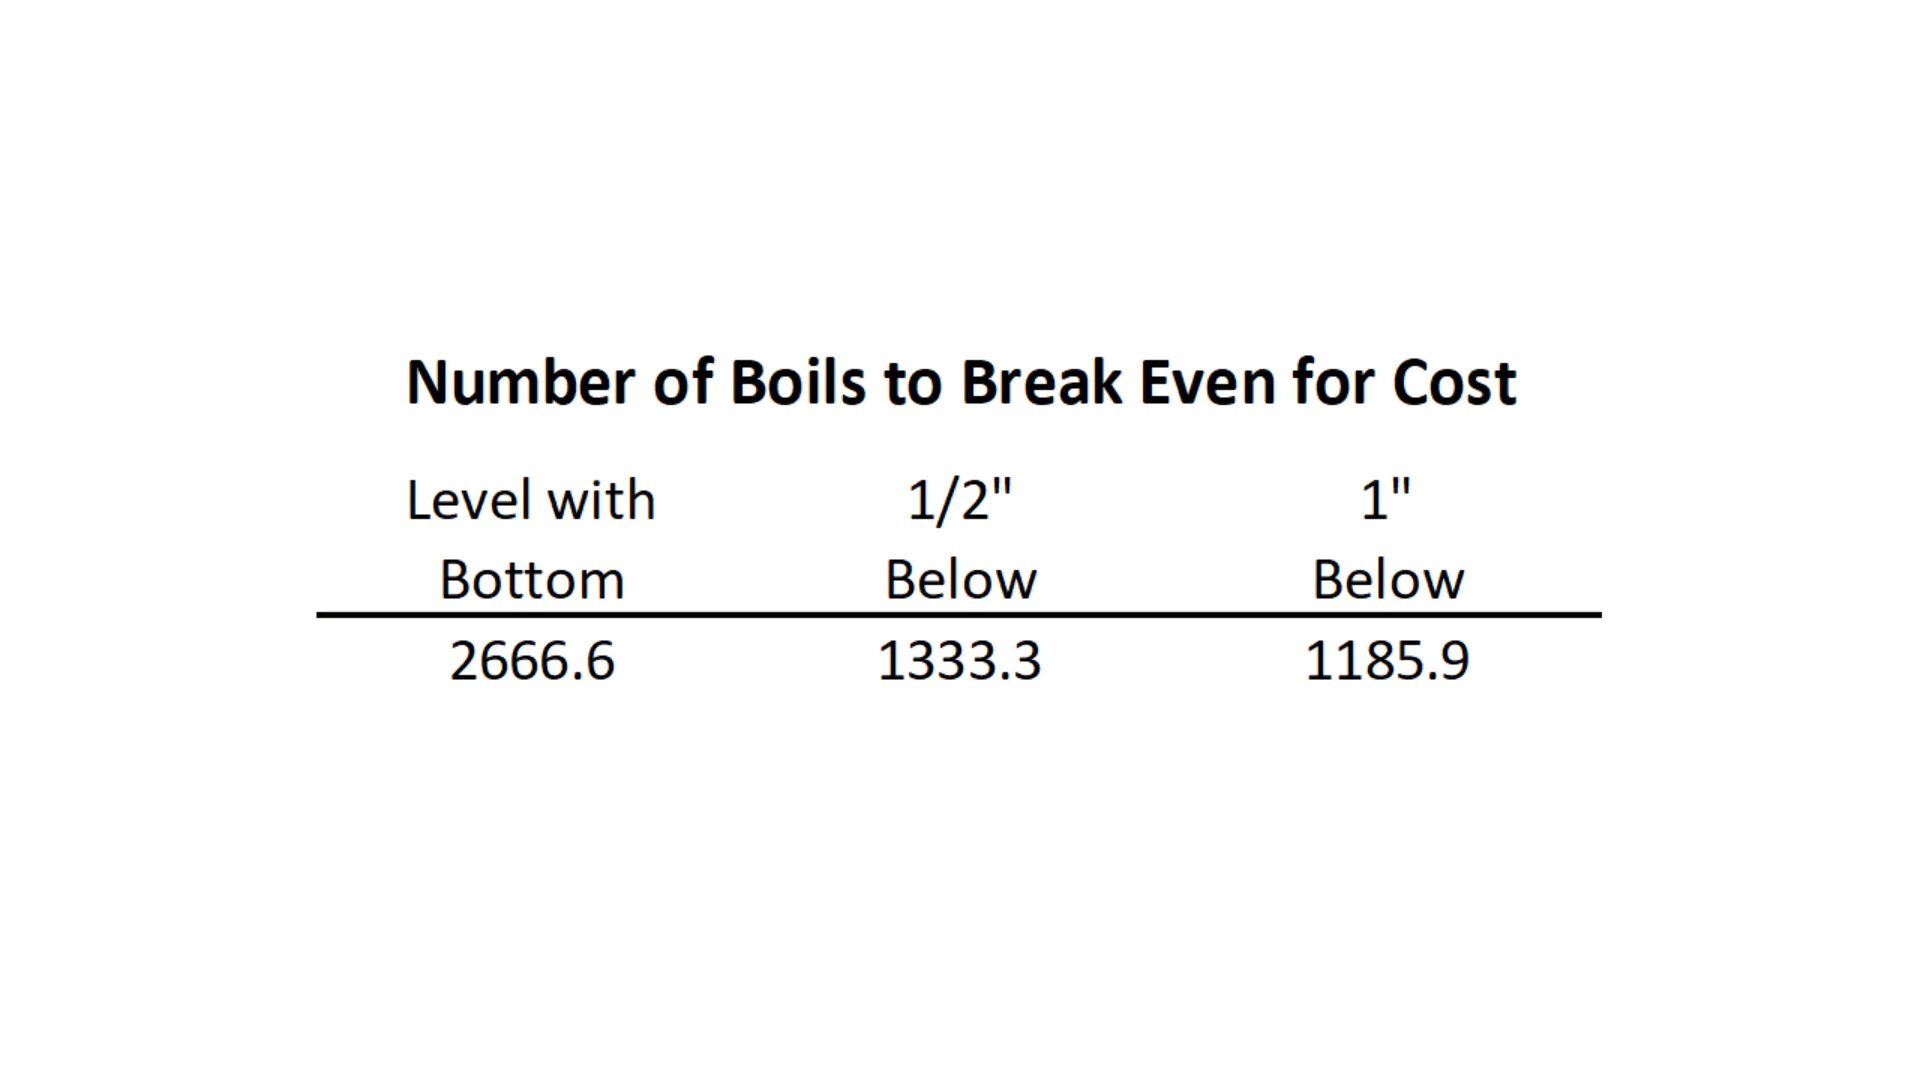 Number of Boils to Break Even for Cost
Level with 1/2" 1"
Bottom Below Below
2666.6 1333.3 1185.9